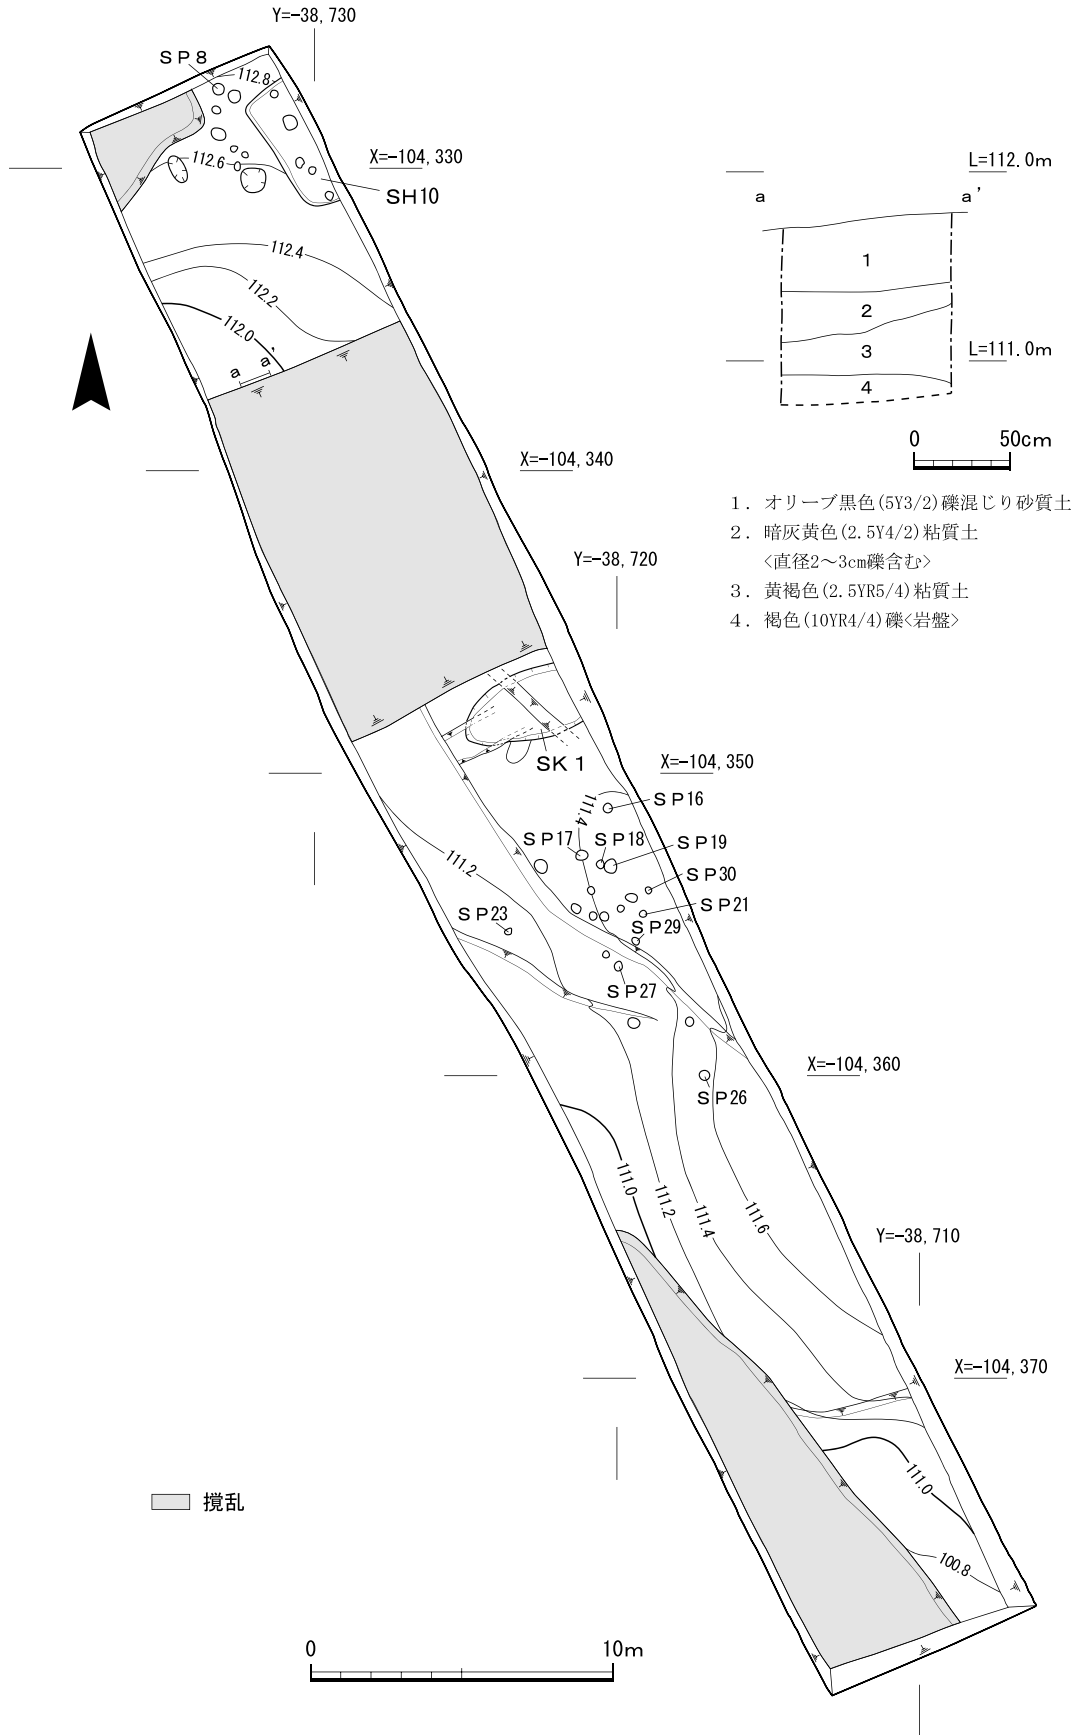 Y=-38,730
SP8
112.8
X=-104,330
112.6
SH10
L=112.0m
a
a'
1
2
3
L=111.0m
4
0
50cm
112.4
112.2
112.0
a
a'
X=-104,340
1. オリーブ黒色(5Y3/2)礫混じり砂質土
2. 暗灰黄色(2.5Y4/2)粘質土
<直径2~3cm礫含む>
3. 黄褐色(2.5YR5/4)粘質土
4. 褐色(10YR4/4)礫<岩盤>
Y=-38,720
SK1
X=-104,350
SP16
111.4
SP17
SP18
SP19
111.2
SP30
SP21
SP23
SP29
SP27
X=-104,360
SP26
111.0
111.2
111.4
111.6
Y=-38,710
X=-104,370
111.0
撹乱
100.8
0
10m